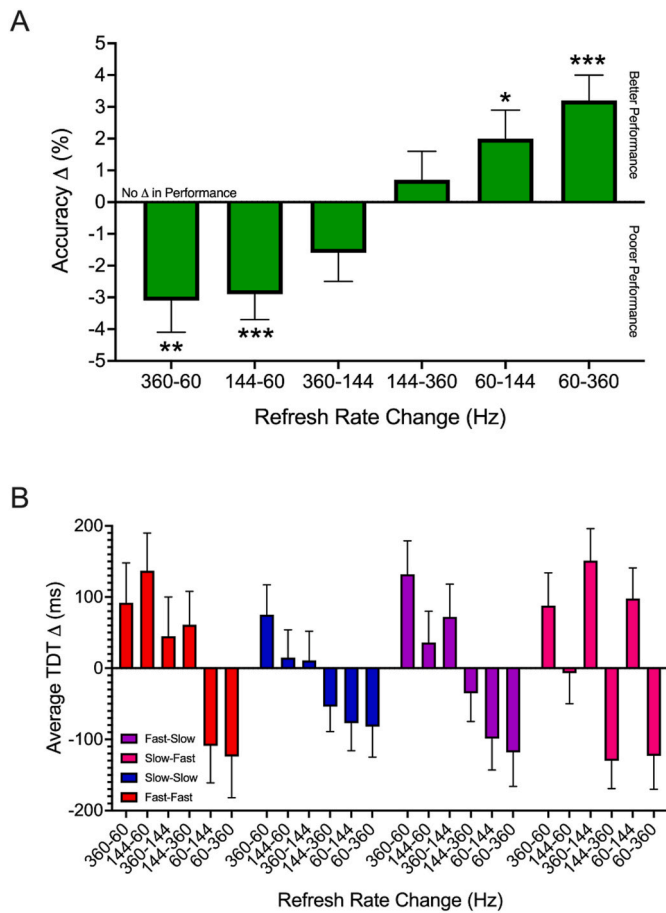 A
Accuracy Δ (%)
5
4
3
2
1
0
-1
-2
-3
-4
-5
No Δ in Performance
**
***
*
***
Better Performance
Poorer Performance
360-60 144-60 360-144 144-360 60-144 60-360
Refresh Rate Change (Hz)
B
Average TDT Δ (ms)
200
100
0
-100
-200
Fast-Slow
Slow-Fast
Slow-Slow
Fast-Fast
360-60 144-60 360-144 144-360 60-144 60-360 360-60 144-60 360-144 144-360 60-144 60-360 360-60 144-60 360-144 144-360 60-144 60-360 360-60 144-60 360-144 144-360 60-144 60-360
Refresh Rate Change (Hz)